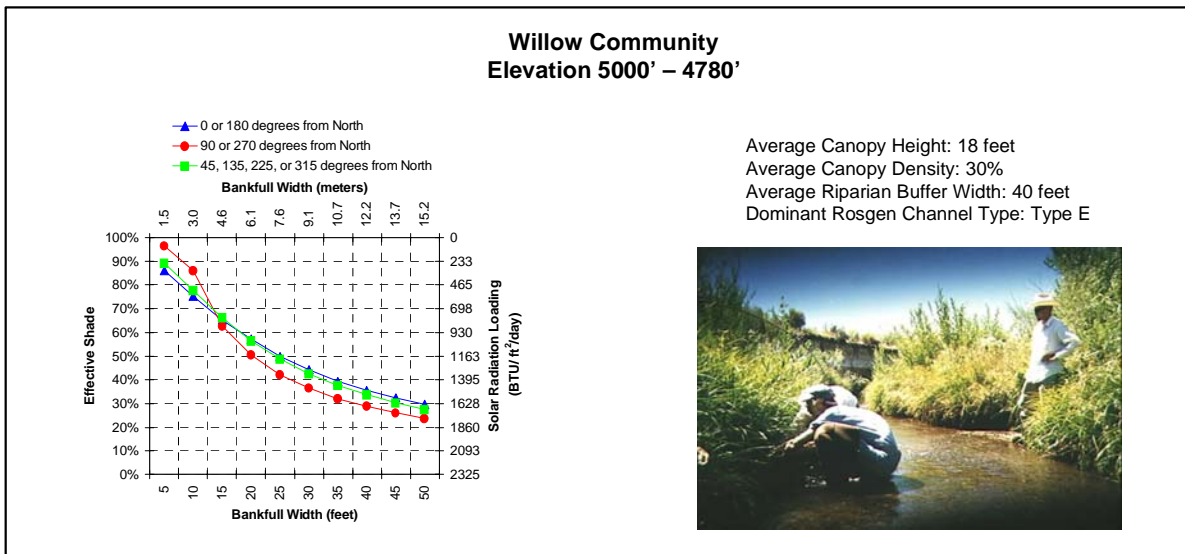 Willow Community
Elevation 5000' – 4780'
0 or 180 degrees from North
90 or 270 degrees from North
45, 135, 225, or 315 degrees from North
Bankfull Width (meters)
1.5 3.0 4.6 6.1 7.6 9.1 10.7 12.2 13.7 15.2
100% 0
90% 233
80% 465
70% 698
60% 930
50% 1163
40% 1395
30% 1628
20% 1860
10% 2093
0% 2325
Effective Shade
Solar Radiation Loading
(BTU/ ft²/day)
5 10 15 20 25 30 35 40 45 50
Bankfull Width (feet)
Average Canopy Height: 18 feet
Average Canopy Density: 30%
Average Riparian Buffer Width: 40 feet
Dominant Rosgen Channel Type: Type E